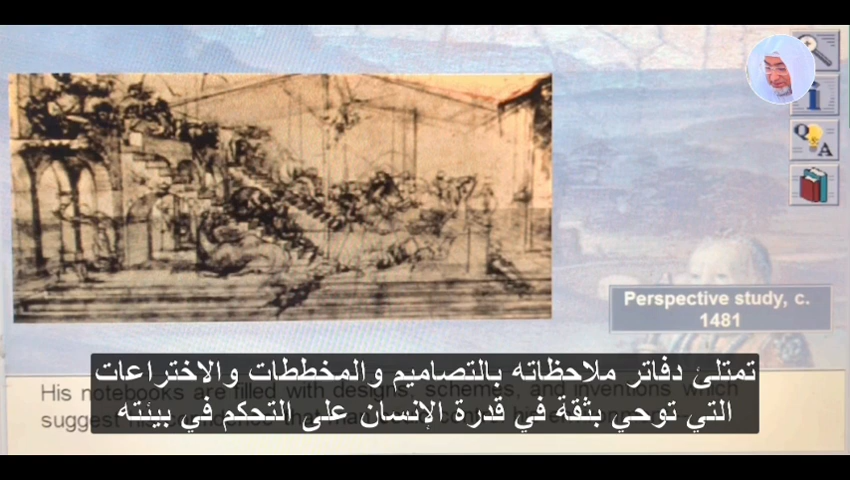 i
Q
A
Perspective study, c.
1481
تمتلئ دفاتر ملاحظاته بالتصاميم والمخططات والاختراعات
التي توحي بثقة في قدرة الإنسان على التحكم في بيئته
His notebooks are filled with designs, schemes, and inventions which
suggest